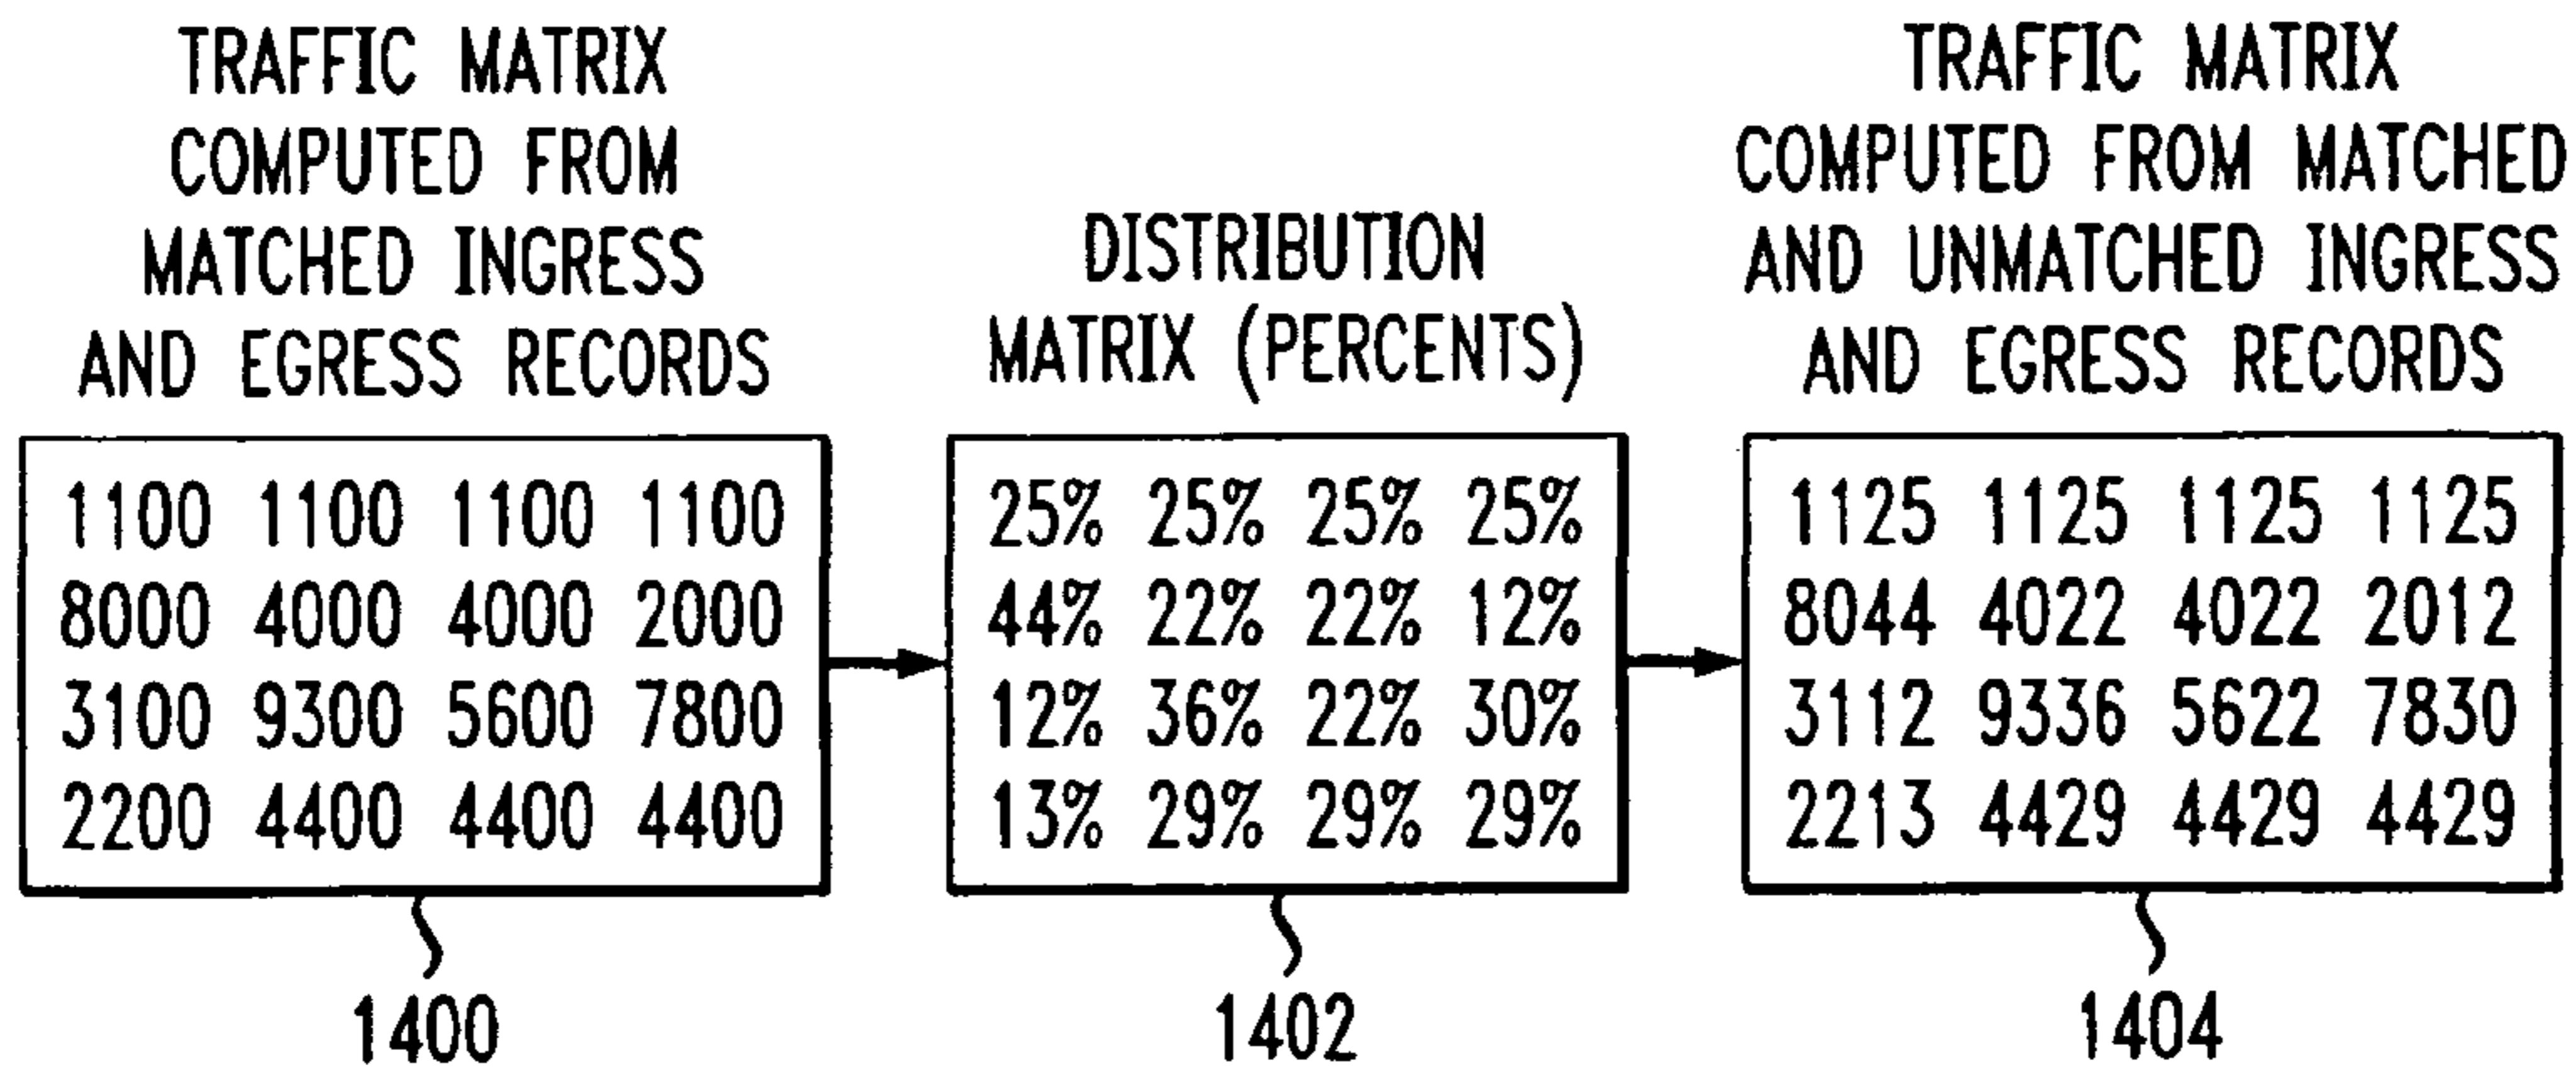 TRAFFIC MATRIX
COMPUTED FROM
MATCHED INGRESS
AND EGRESS RECORDS
1100 1100 1100 1100
8000 4000 4000 2000
3100 9300 5600 7800
2200 4400 4400 4400
1400
DISTRIBUTION
MATRIX (PERCENTS)
25% 25% 25% 25%
44% 22% 22% 12%
12% 36% 22% 30%
13% 29% 29% 29%
1402
TRAFFIC MATRIX
COMPUTED FROM MATCHED
AND UNMATCHED INGRESS
AND EGRESS RECORDS
1125 1125 1125 1125
8044 4022 4022 2012
3112 9336 5622 7830
2213 4429 4429 4429
1404